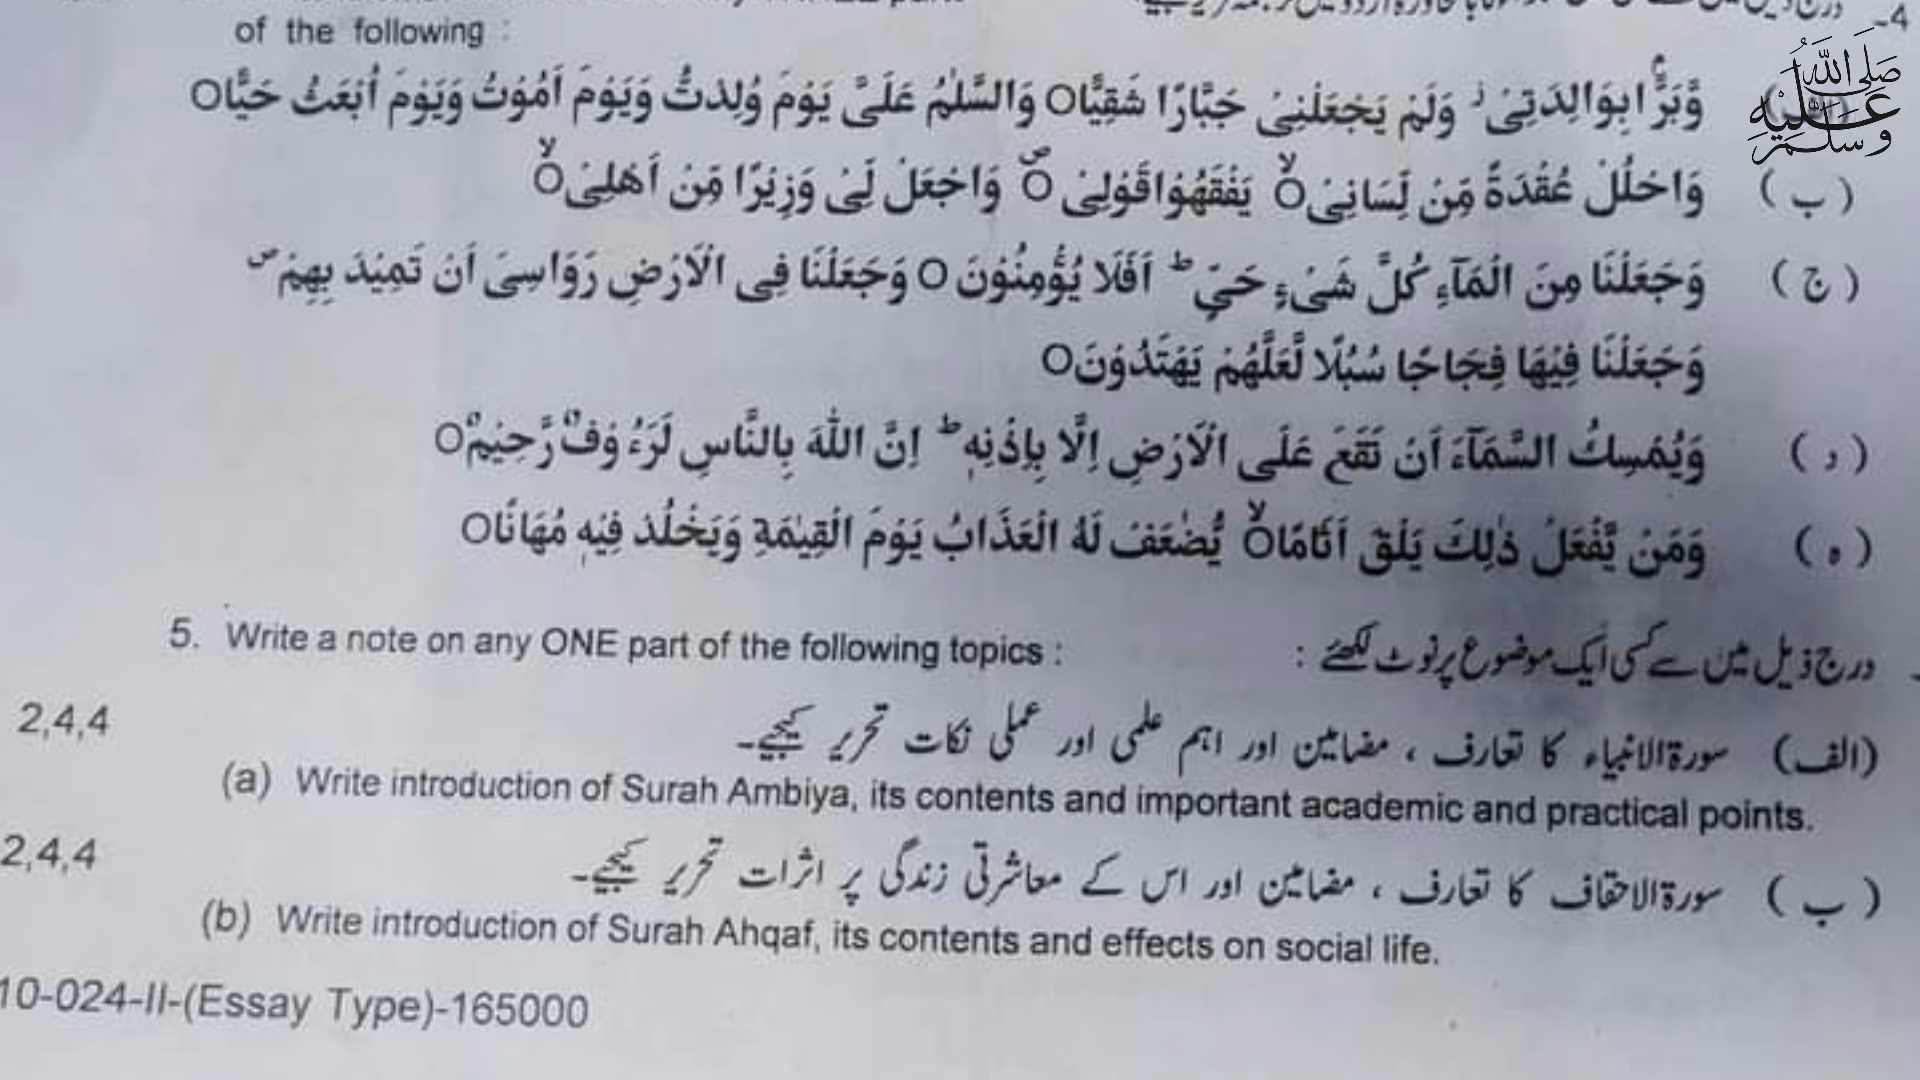 of the following :
4-
صلى الله عليه وسلم
وَّبَرًّۢا بِوَالِدَتِىْ ز وَلَمْ يَجْعَلْنِىْ جَبَّارًا شَقِيًّا○ وَالسَّلٰمُ عَلَىَّ يَوْمَ وُلِدْتُّ وَيَوْمَ اَمُوْتُ وَيَوْمَ اُبْعَثُ حَيًّا○
(ب) وَاحْلُلْ عُقْدَةً مِّنْ لِّسَانِىْ○ۙ يَفْقَهُوْا قَوْلِىْ○ص وَاجْعَلْ لِّىْ وَزِيْرًا مِّنْ اَهْلِىْ○ۙ
(ج) وَجَعَلْنَا مِنَ الْمَآءِ كُلَّ شَىْءٍ حَيٍّ ط اَفَلَا يُؤْمِنُوْنَ○ وَجَعَلْنَا فِى الْاَرْضِ رَوَاسِىَ اَنْ تَمِيْدَ بِهِمْ ص
وَجَعَلْنَا فِيْهَا فِجَاجًا سُبُلًا لَّعَلَّهُمْ يَهْتَدُوْنَ○
(د) وَيُمْسِكُ السَّمَآءَ اَنْ تَقَعَ عَلَى الْاَرْضِ اِلَّا بِاِذْنِهٖ ط اِنَّ اللّٰهَ بِالنَّاسِ لَرَءُوْفٌ رَّحِيْمٌ○
(ه) وَمَنْ يَّفْعَلْ ذٰلِكَ يَلْقَ اَثَامًا○ۙ يُّضٰعَفْ لَهُ الْعَذَابُ يَوْمَ الْقِيٰمَةِ وَيَخْلُدْ فِيْهٖ مُهَانًا○
5. Write a note on any ONE part of the following topics :
درج ذیل میں سے کسی ایک موضوع پر نوٹ لکھئے :
2,4,4
(الف) سورۃ الانبیاء کا تعارف ، مضامین اور اہم علمی اور عملی نکات تحریر کیجیے۔
(a) Write introduction of Surah Ambiya, its contents and important academic and practical points.
2,4,4
(ب) سورۃ الاحقاف کا تعارف ، مضامین اور اس کے معاشرتی زندگی پر اثرات تحریر کیجیے۔
(b) Write introduction of Surah Ahqaf, its contents and effects on social life.
10-024-II-(Essay Type)-165000